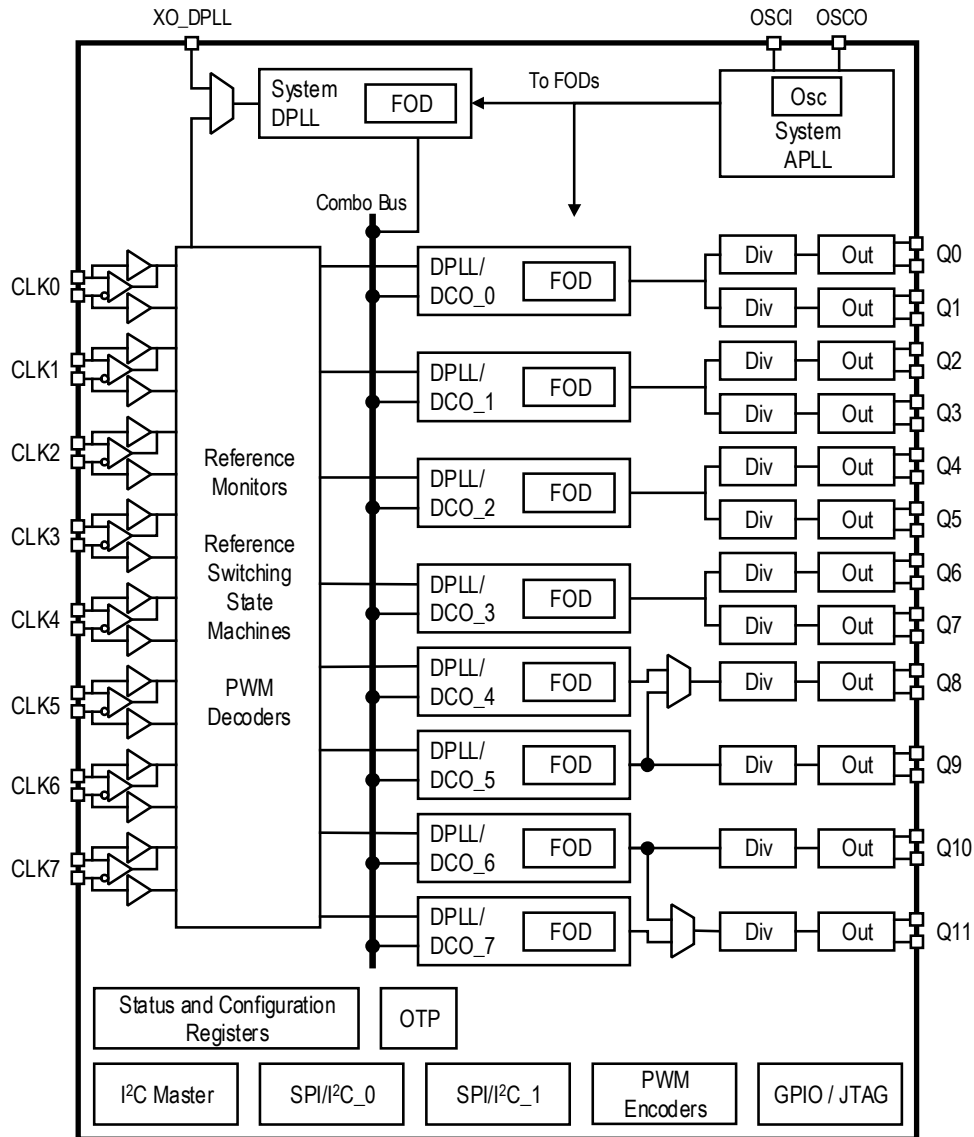 XO_DPLL
OSCI
OSCO
System
DPLL
FOD
To FODs
Osc
System
APLL
Combo Bus
CLK0
CLK1
CLK2
CLK3
CLK4
CLK5
CLK6
CLK7
Reference
Monitors
Reference
Switching
State
Machines
PWM
Decoders
DPLL/
DCO_0
FOD
Div
Out
Q0
Div
Out
Q1
DPLL/
DCO_1
FOD
Div
Out
Q2
Div
Out
Q3
DPLL/
DCO_2
FOD
Div
Out
Q4
Div
Out
Q5
DPLL/
DCO_3
FOD
Div
Out
Q6
Div
Out
Q7
DPLL/
DCO_4
FOD
Div
Out
Q8
DPLL/
DCO_5
FOD
Div
Out
Q9
DPLL/
DCO_6
FOD
Div
Out
Q10
DPLL/
DCO_7
FOD
Div
Out
Q11
Status and Configuration
Registers
OTP
I²C Master
SPI/I²C_0
SPI/I²C_1
PWM
Encoders
GPIO / JTAG